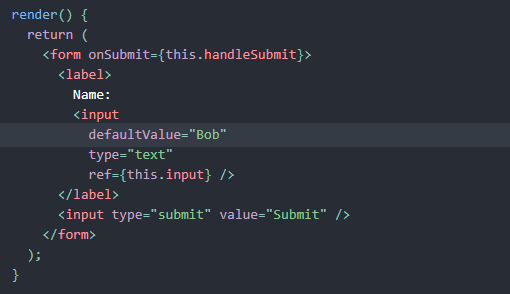 render() {
  return (
    <form onSubmit={this.handleSubmit}>
      <label>
        Name:
        <input
          defaultValue="Bob"
          type="text"
          ref={this.input} />
      </label>
      <input type="submit" value="Submit" />
    </form>
  );
}